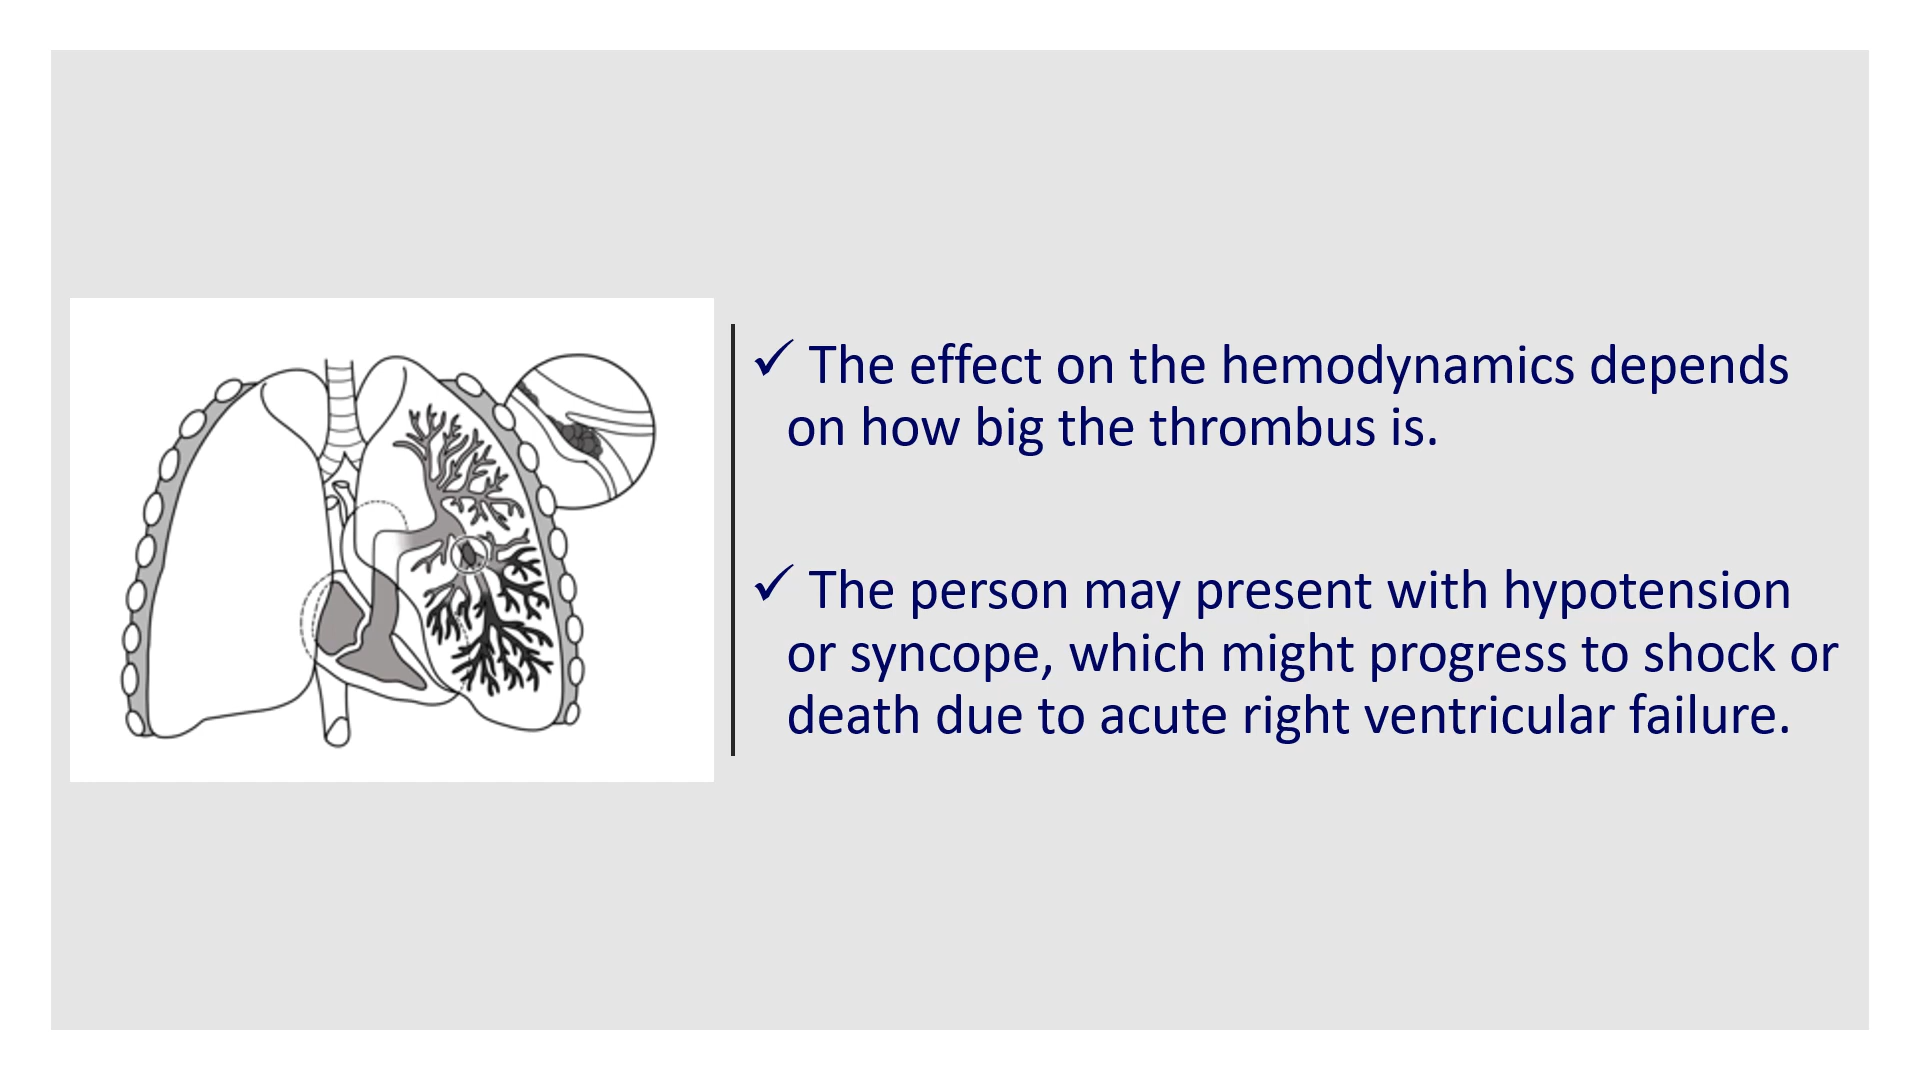 ✓ The effect on the hemodynamics depends
on how big the thrombus is.
✓ The person may present with hypotension
or syncope, which might progress to shock or
death due to acute right ventricular failure.